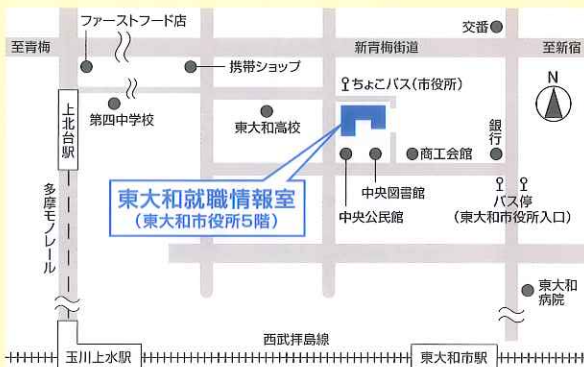 ファーストフード店
交番
至青梅
新青梅街道
至新宿
携帯ショップ
ちょこバス(市役所)
N
上北台駅
第四中学校
東大和高校
商工会館
銀行
中央図書館
中央公民館
バス停
(東大和市役所入口)
東大和就職情報室
(東大和市役所5階)
多摩モノレール
東大和
病院
西武拝島線
玉川上水駅
東大和市駅